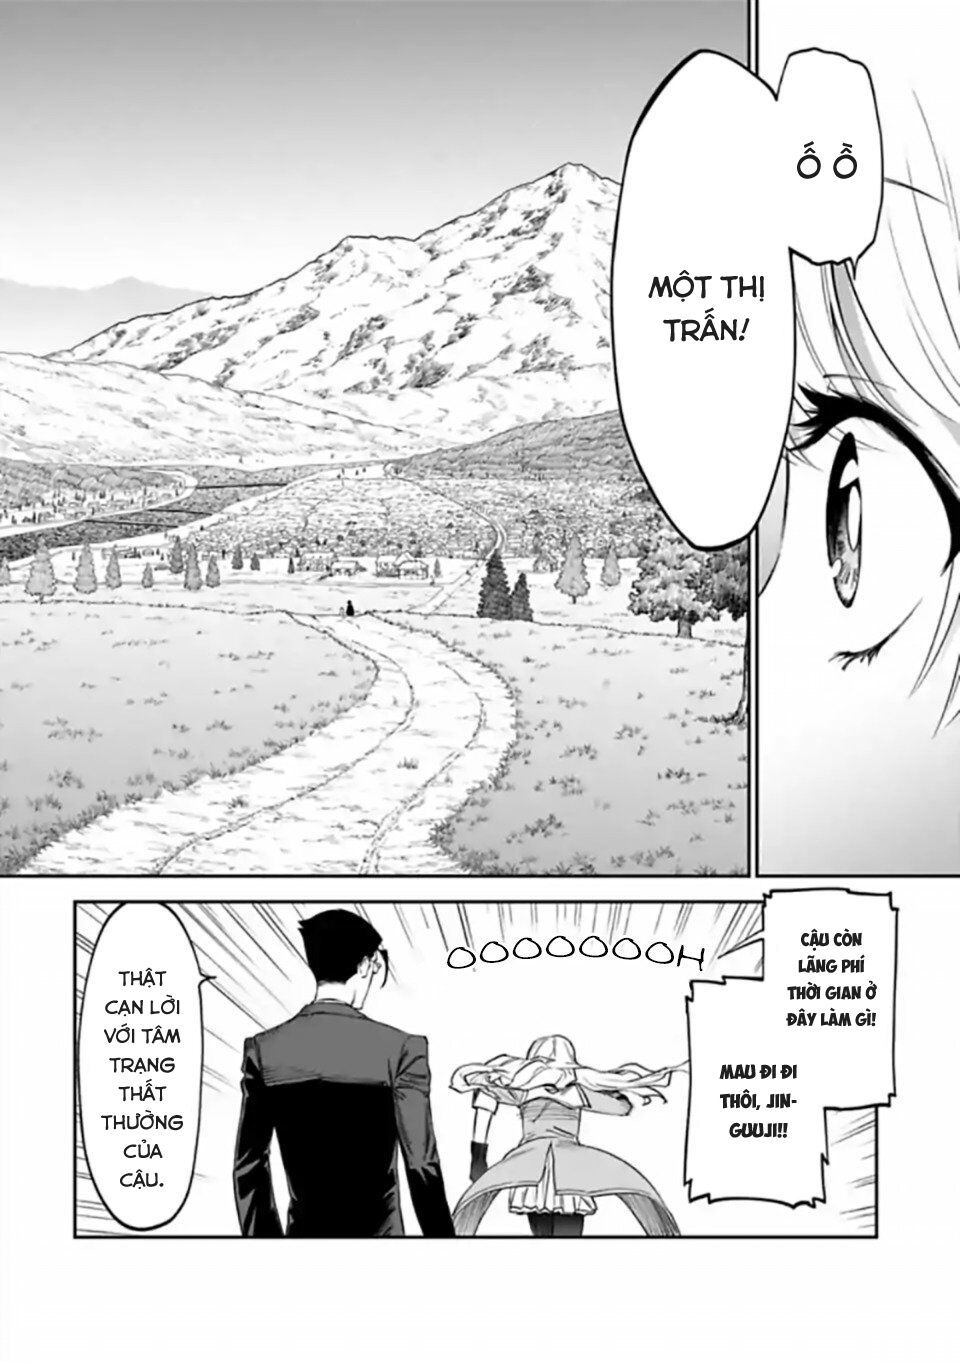 Ố Ồ
MỘT THỊ
TRẤN!
CẬU CÒN
LÃNG PHÍ
THỜI GIAN Ở
ĐÂY LÀM GÌ!
MAU ĐI ĐI
THÔI, JIN-
GUUJI!!
OOOOOOOH
THẬT
CẠN LỜI
VỚI TÂM
TRẠNG
THẤT
THƯỜNG
CỦA
CẬU.